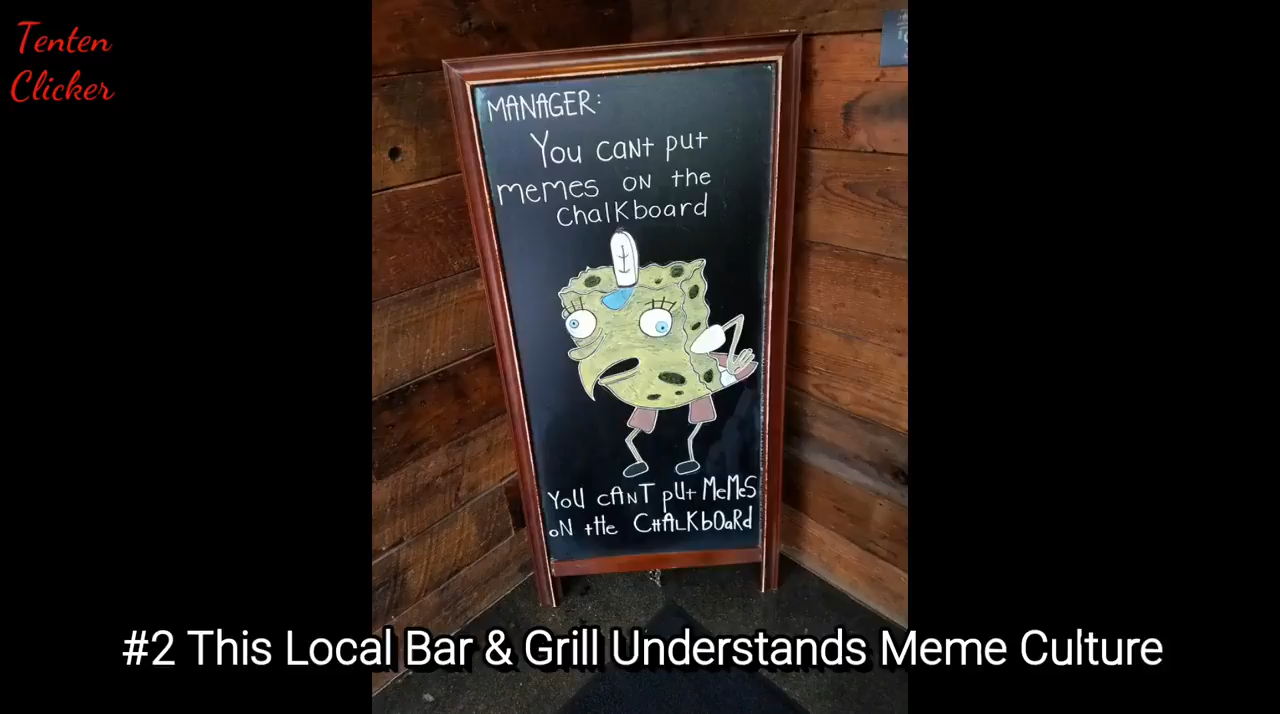 Tenten
Clicker
MANAGER:
You cant put
memes on the
Chalkboard
YoU cANT pUt MeMeS
oN tHe CHALKbOaRd
#2 This Local Bar & Grill Understands Meme Culture